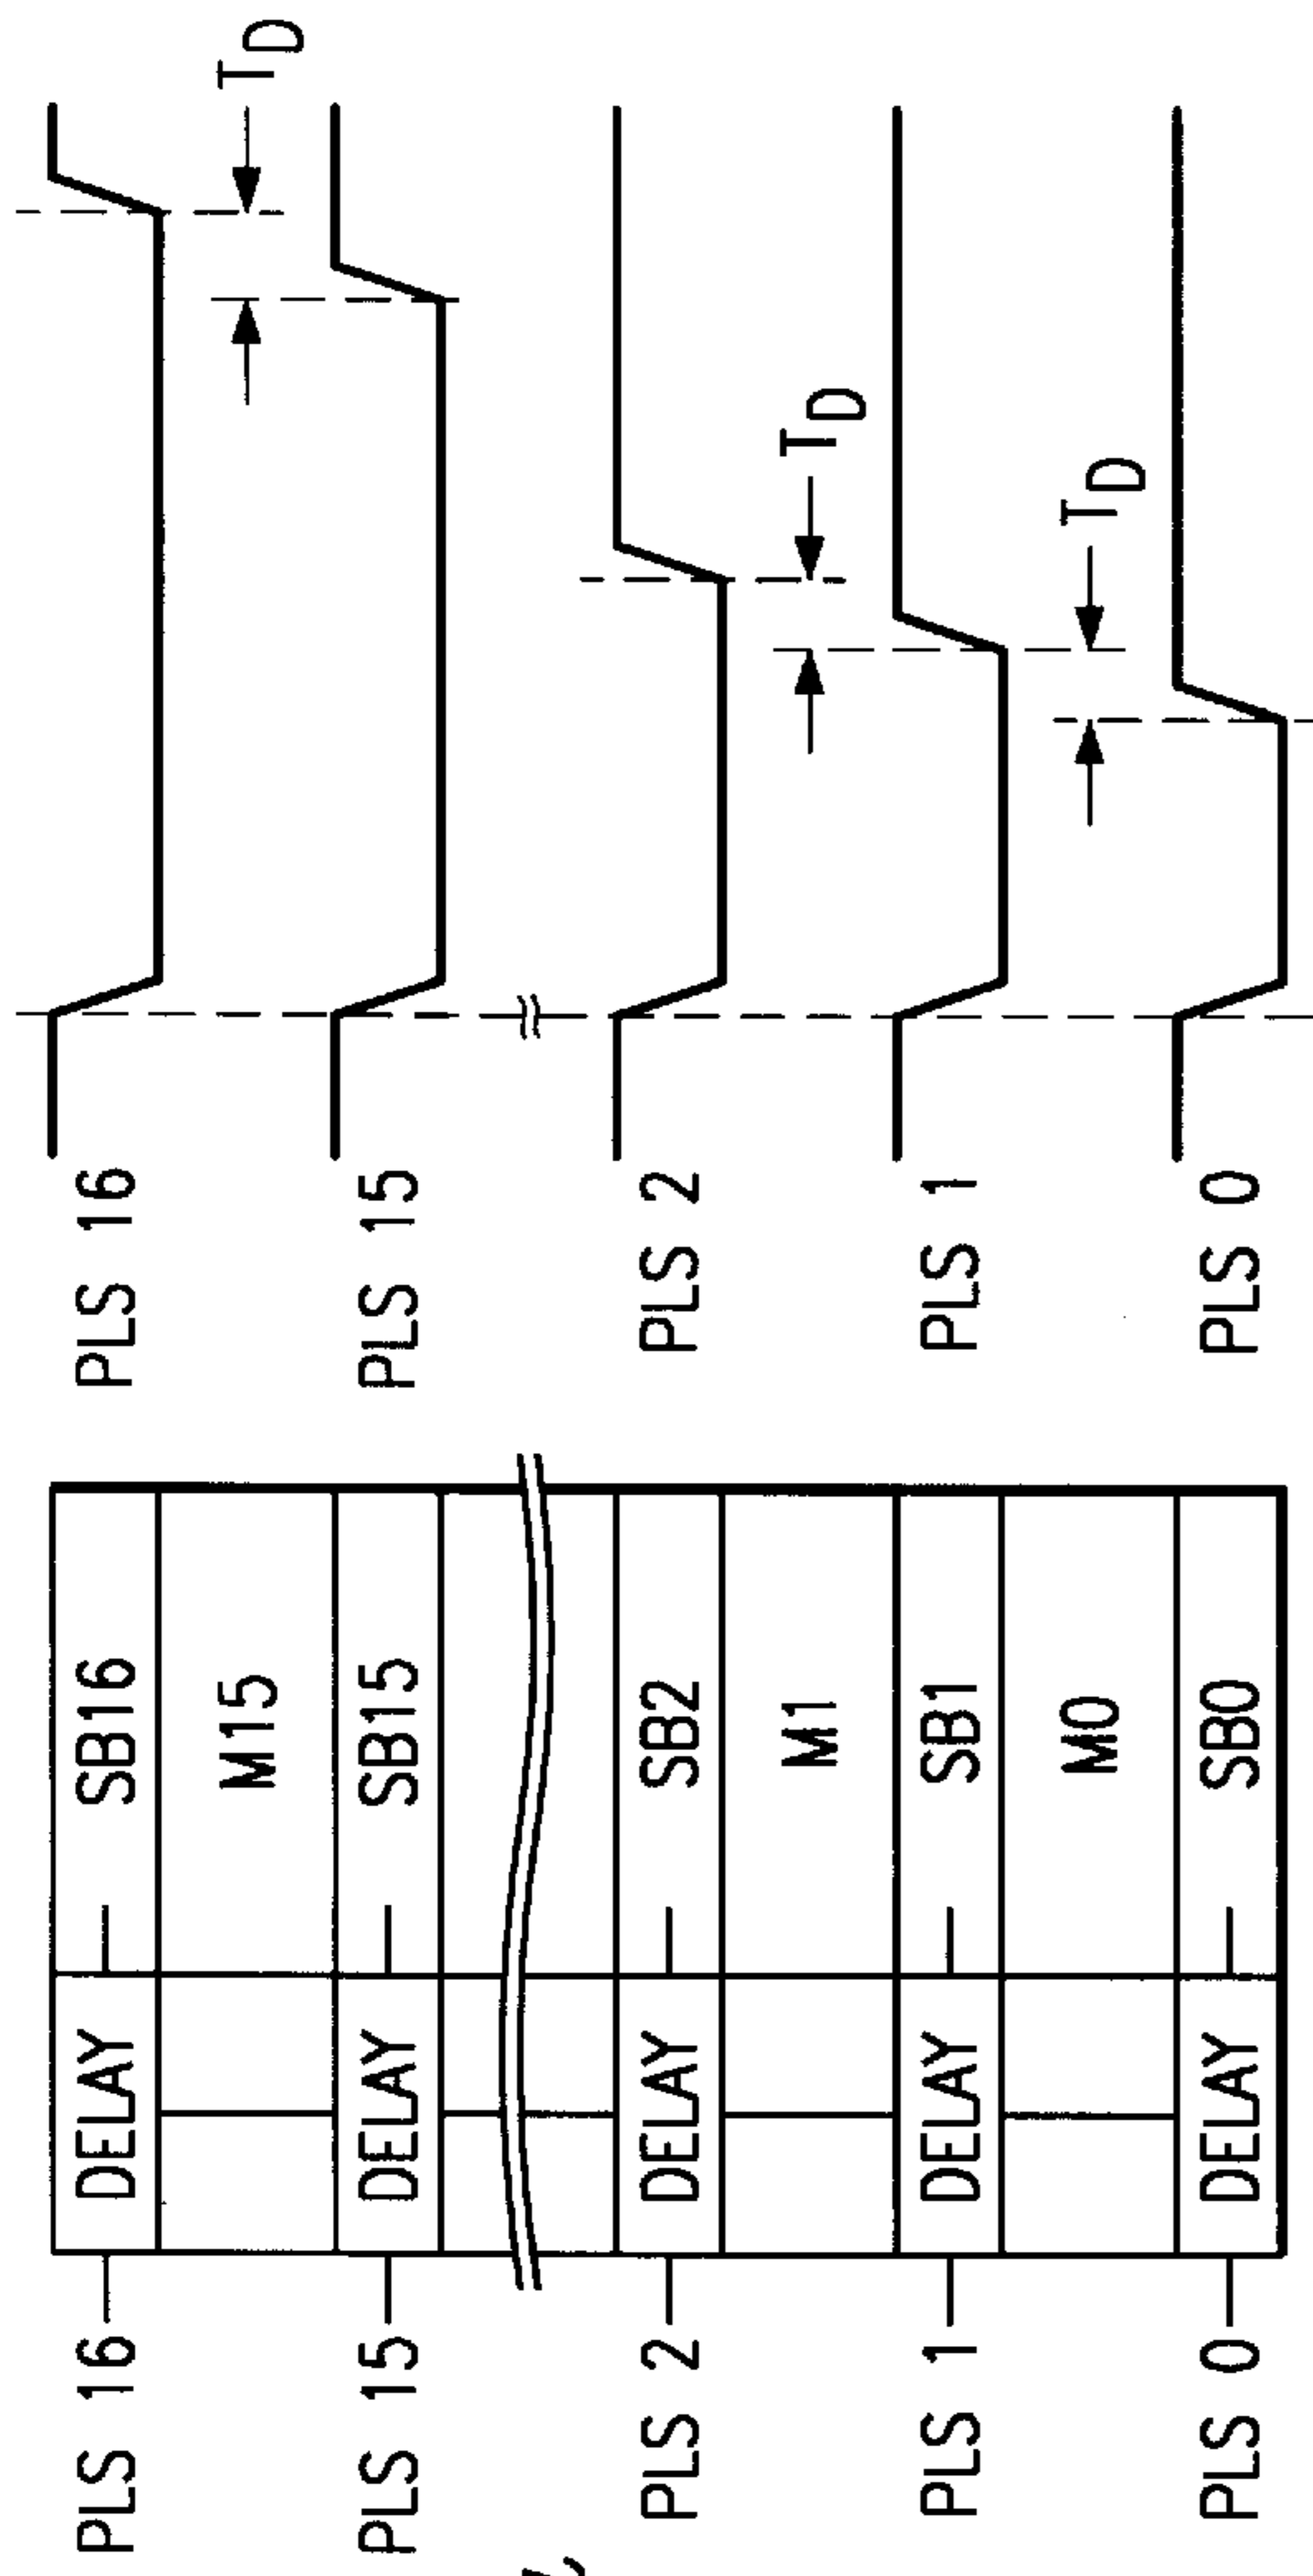 PLS 16 DELAY SB16 PLS 16
M15 T_D
PLS 15 DELAY SB15 PLS 15
PLS 2 DELAY SB2 PLS 2
M1 T_D
PLS 1 DELAY SB1 PLS 1
M0 T_D
PLS 0 DELAY SB0 PLS 0